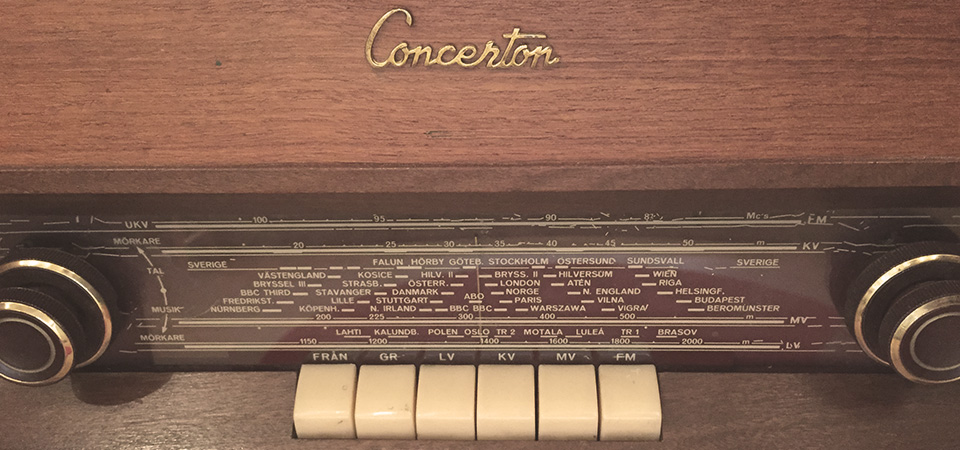 Concerton
UKV 100 95 90 87 Mc's FM
MÖRKARE 20 25 30 35 40 45 50 m KV
SVERIGE FALUN HÖRBY GÖTEB. STOCKHOLM ÖSTERSUND SUNDSVALL SVERIGE
TAL VÄSTENGLAND KOSICE HILV. II BRYSS. II HILVERSUM WIEN
BRYSSEL III STRASB. ÖSTERR. LONDON ATÉN RIGA
BBC THIRD STAVANGER DANMARK NORGE N. ENGLAND HELSINGF.
FREDRIKST. LILLE STUTTGART ÅBO PARIS VILNA BUDAPEST
MUSIK NÜRNBERG KÖPENH. N. IRLAND BBC BBC WARSZAWA VIGRA BEROMÜNSTER
200 225 300 400 500 MV
MÖRKARE LAHTI KALUNDB. POLEN OSLO TR 2 MOTALA LULEÅ TR 1 BRASOV
1150 1200 1400 1600 1800 2000 m LV
FRÅN GR LV KV MV FM